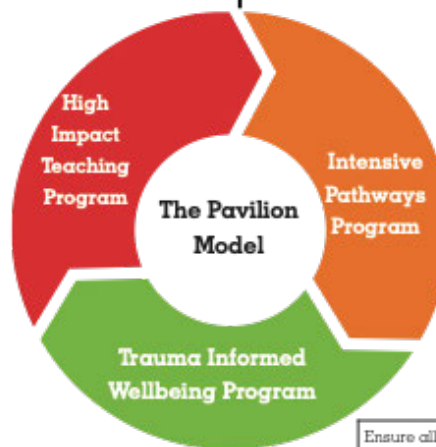 High
Impact
Teaching
Program
Intensive
Pathways
Program
The Pavilion
Model
Trauma Informed
Wellbeing Program
Ensure all